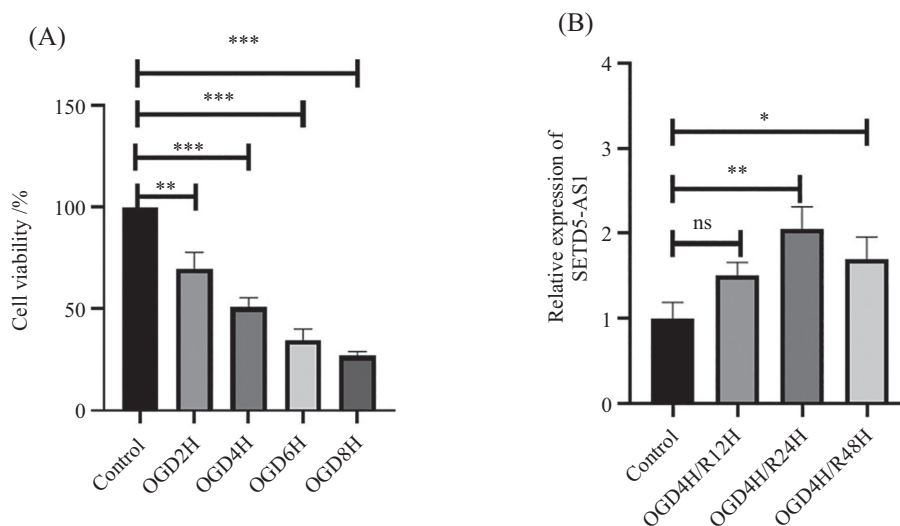 (A)
***
***
***
**
150
100
50
0
Cell viability /%
Control
OGD2H
OGD4H
OGD6H
OGD8H
(B)
4
3
2
1
0
*
**
ns
Relative expression of
SETD5-AS1
Control
OGD4H/R12H
OGD4H/R24H
OGD4H/R48H